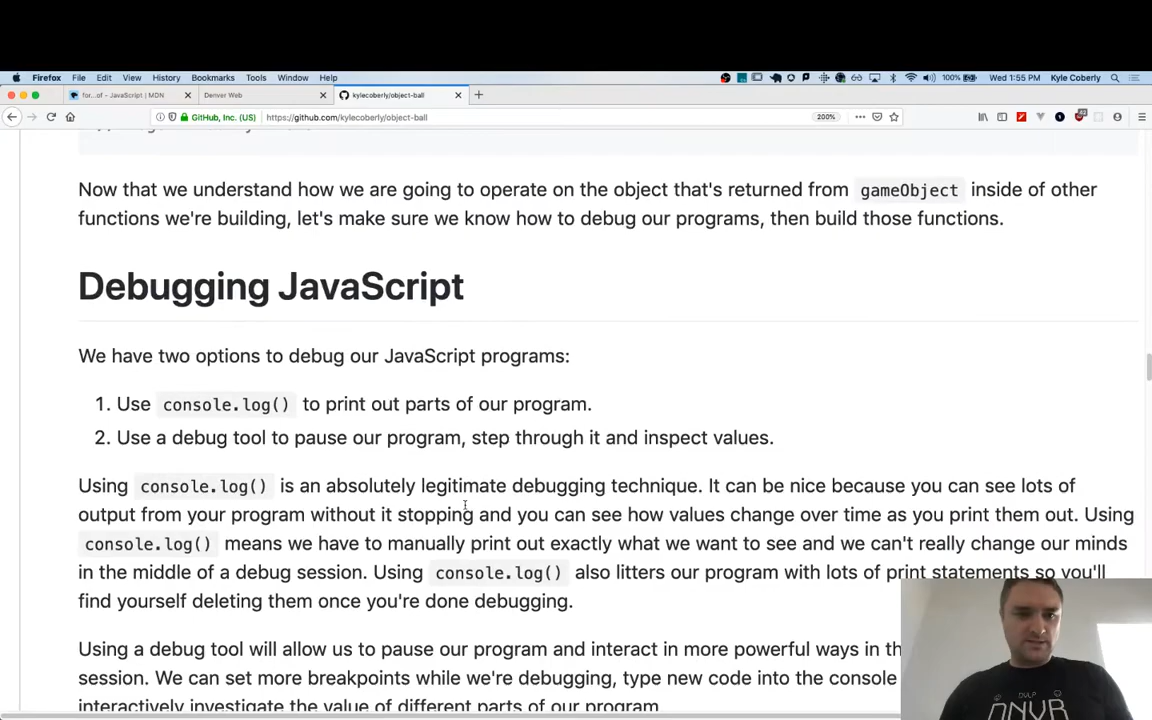 Firefox File Edit View History Bookmarks Tools Window Help 100% Wed 1:55 PM Kyle Coberly
for...of - JavaScript | MDN Denver Web kylecoberly/object-ball
GitHub, Inc. (US) https://github.com/kylecoberly/object-ball 200%
Now that we understand how we are going to operate on the object that's returned from gameObject inside of other
functions we're building, let's make sure we know how to debug our programs, then build those functions.
Debugging JavaScript
We have two options to debug our JavaScript programs:
1. Use console.log() to print out parts of our program.
2. Use a debug tool to pause our program, step through it and inspect values.
Using console.log() is an absolutely legitimate debugging technique. It can be nice because you can see lots of
output from your program without it stopping and you can see how values change over time as you print them out. Using
console.log() means we have to manually print out exactly what we want to see and we can't really change our minds
in the middle of a debug session. Using console.log() also litters our program with lots of print statements so you'll
find yourself deleting them once you're done debugging.
Using a debug tool will allow us to pause our program and interact in more powerful ways in th
session. We can set more breakpoints while we're debugging, type new code into the console
interactively investigate the value of different parts of our program
DVLP
DNVR